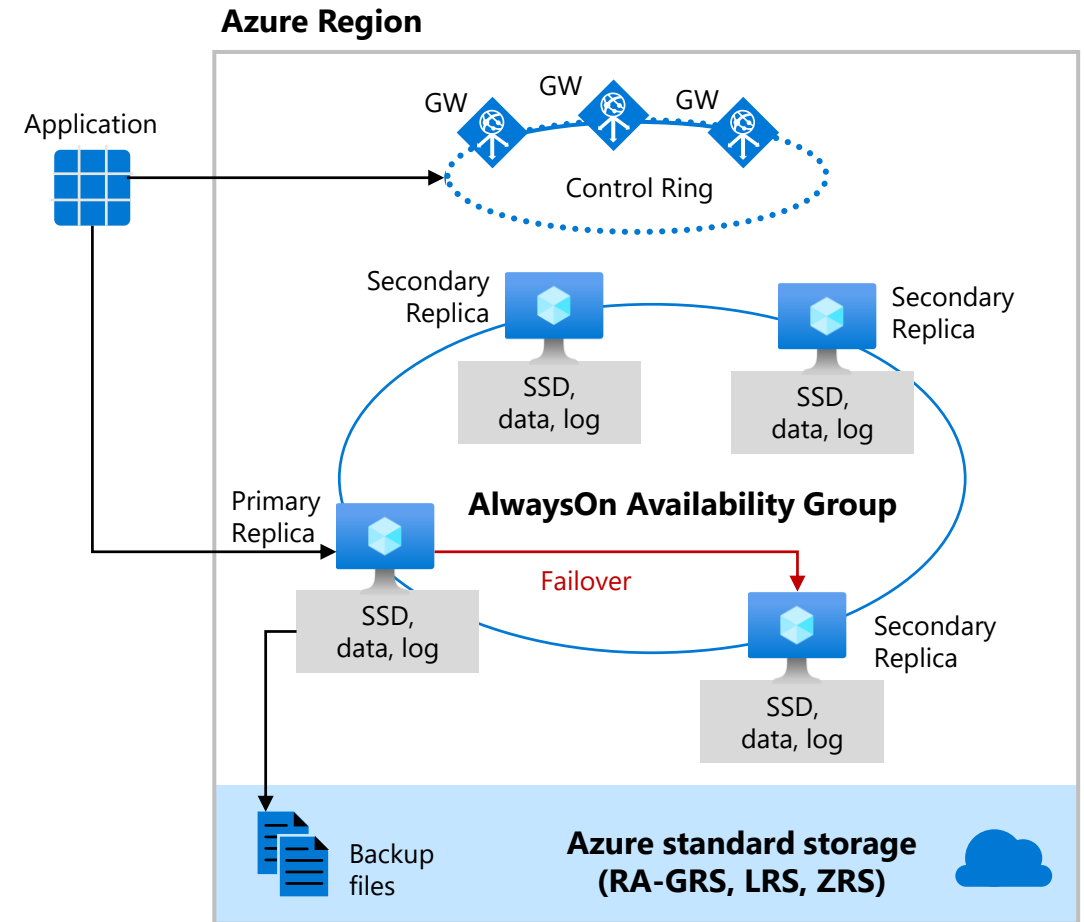 Azure Region
Application
GW
GW
GW
Control Ring
Secondary
Replica
Secondary
Replica
SSD,
data, log
SSD,
data, log
Primary
Replica
AlwaysOn Availability Group
Failover
SSD,
data, log
Secondary
Replica
SSD,
data, log
Backup
files
Azure standard storage
(RA-GRS, LRS, ZRS)